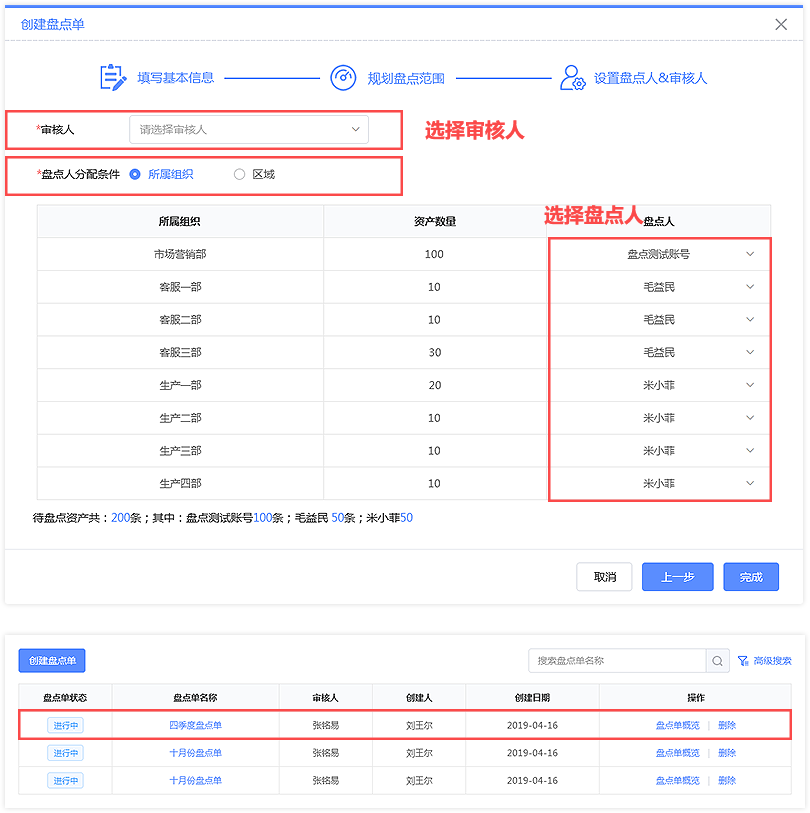 创建盘点单
填写基本信息 规划盘点范围 设置盘点人&审核人
*审核人 请选择审核人 选择审核人
*盘点人分配条件 所属组织 区域
选择盘点人
所属组织 资产数量 盘点人
市场营销部 100 盘点测试账号
客服一部 10 毛益民
客服二部 10 毛益民
客服三部 30 毛益民
生产一部 20 米小菲
生产二部 10 米小菲
生产三部 10 米小菲
生产四部 10 米小菲
待盘点资产共：200条；其中：盘点测试账号100条；毛益民 50条；米小菲50
取消 上一步 完成
创建盘点单 搜索盘点单名称 高级搜索
盘点单状态 盘点单名称 审核人 创建人 创建日期 操作
进行中 四季度盘点单 张铭易 刘王尔 2019-04-16 盘点单概览 | 删除
进行中 十月份盘点单 张铭易 刘王尔 2019-04-16 盘点单概览 | 删除
进行中 十月份盘点单 张铭易 刘王尔 2019-04-16 盘点单概览 | 删除